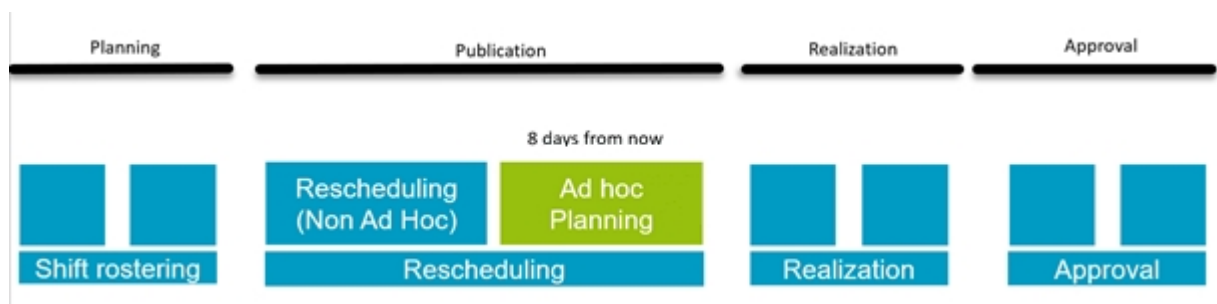 Planning
Publication
Realization
Approval
8 days from now
Rescheduling
(Non Ad Hoc)
Ad hoc
Planning
Shift rostering
Rescheduling
Realization
Approval